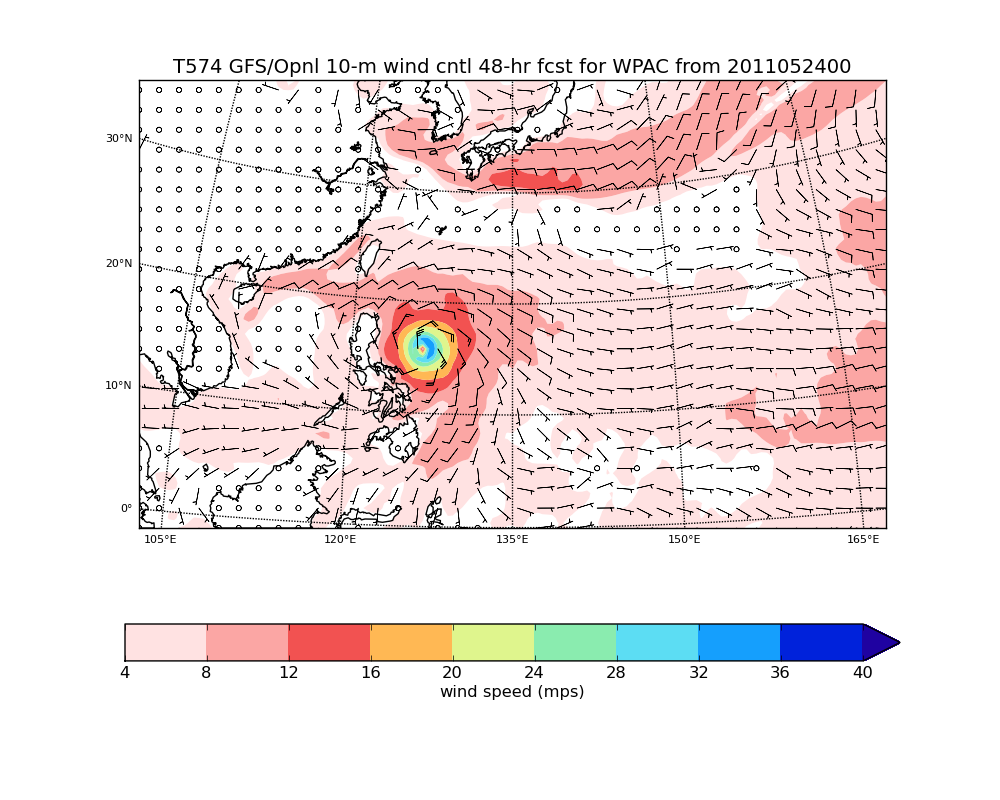 T574 GFS/Opnl 10-m wind cntl 48-hr fcst for WPAC from 2011052400
30°N
20°N
10°N
0°
105°E 120°E 135°E 150°E 165°E
4 8 12 16 20 24 28 32 36 40
wind speed (mps)